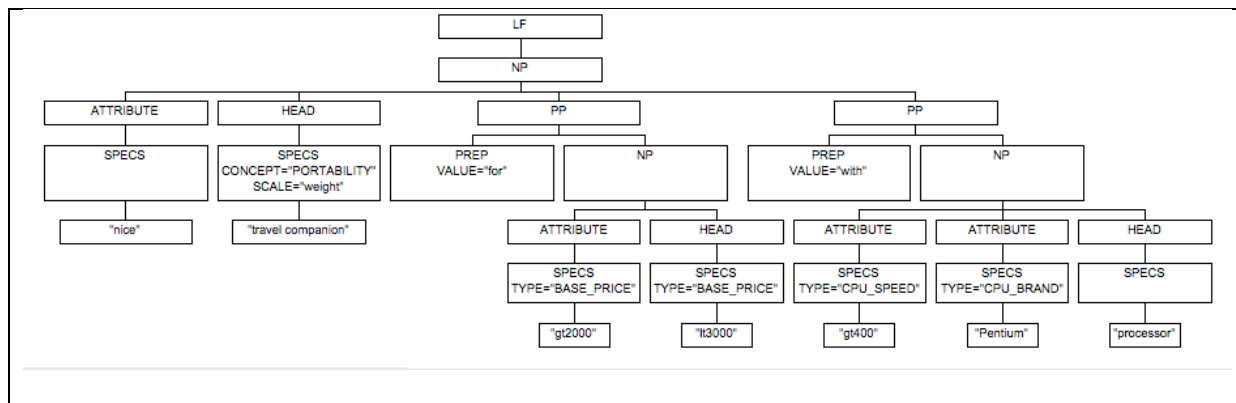 LF
NP
ATTRIBUTE
HEAD
PP
PP
SPECS
SPECS
CONCEPT="PORTABILITY"
SCALE="weight"
PREP
VALUE="for"
NP
PREP
VALUE="with"
NP
"nice"
"travel companion"
ATTRIBUTE
HEAD
ATTRIBUTE
ATTRIBUTE
HEAD
SPECS
TYPE="BASE_PRICE"
SPECS
TYPE="BASE_PRICE"
SPECS
TYPE="CPU_SPEED"
SPECS
TYPE="CPU_BRAND"
SPECS
"gt2000"
"lt3000"
"gt400"
"Pentium"
"processor"